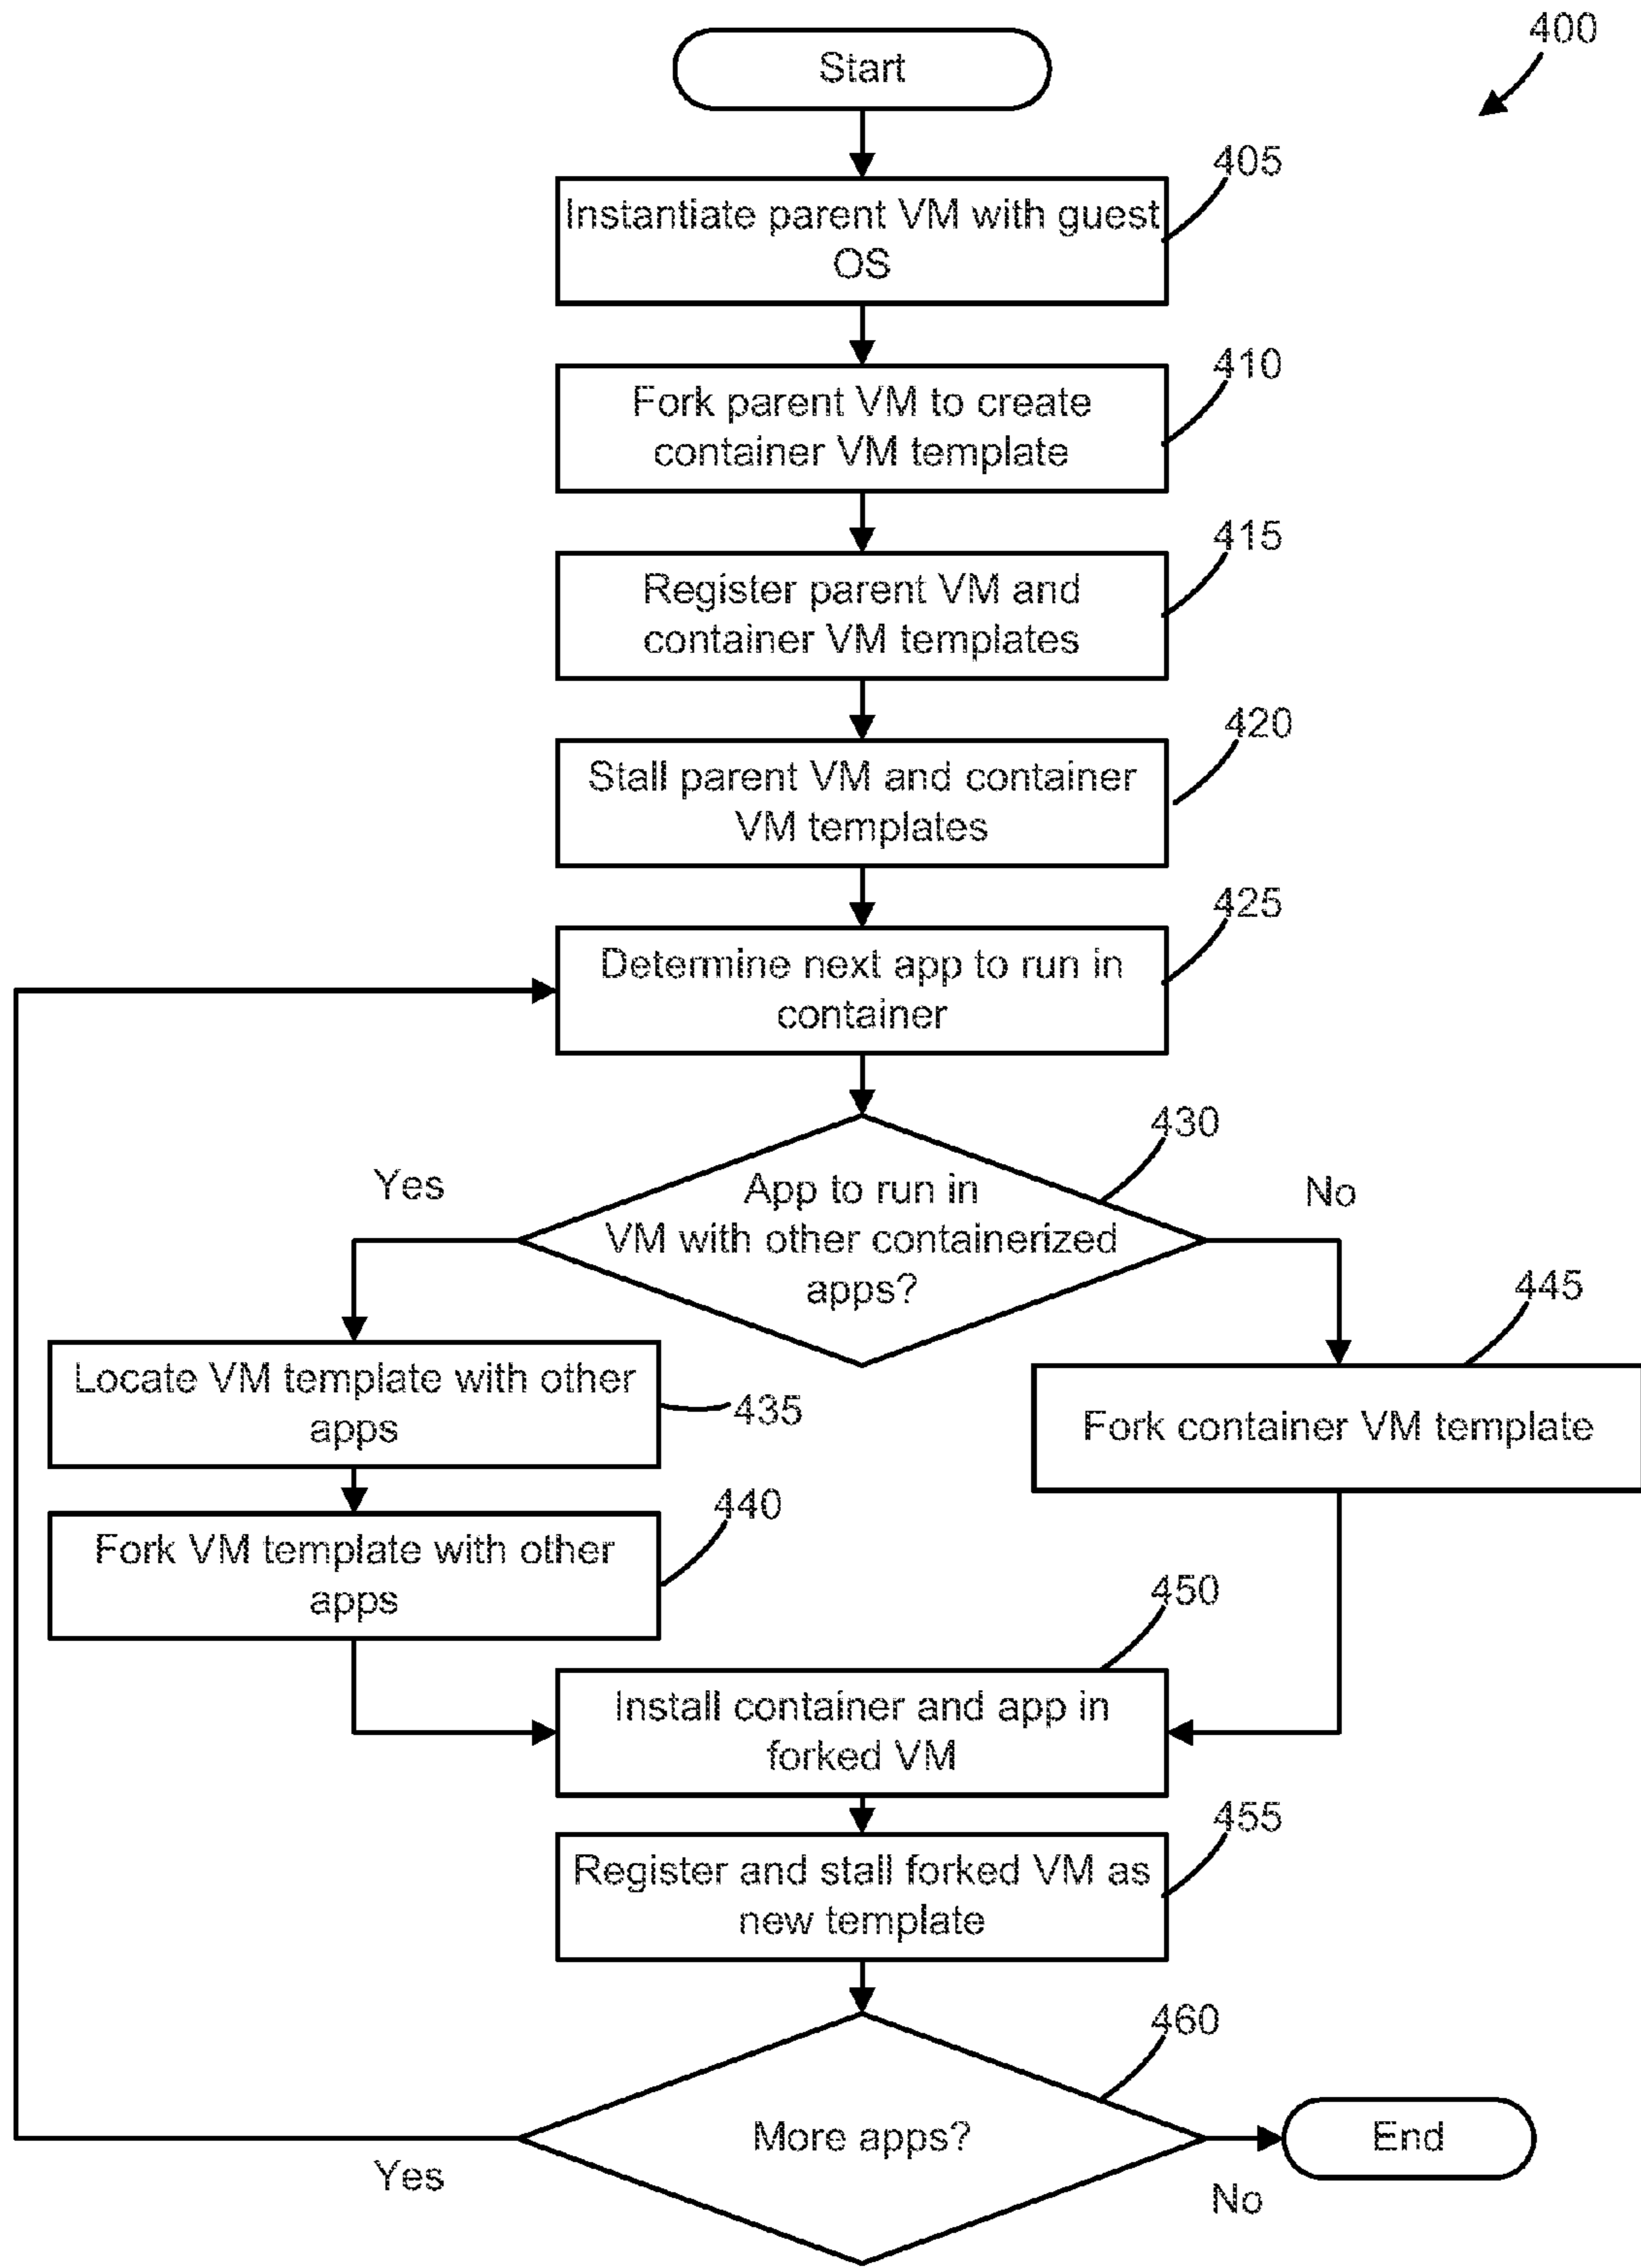 400
Start
405
Instantiate parent VM with guest
OS
410
Fork parent VM to create
container VM template
415
Register parent VM and
container VM templates
420
Stall parent VM and container
VM templates
425
Determine next app to run in
container
430
Yes
App to run in
VM with other containerized
apps?
No
445
Locate VM template with other
apps
435
Fork container VM template
440
Fork VM template with other
apps
450
Install container and app in
forked VM
455
Register and stall forked VM as
new template
460
More apps?
End
Yes
No